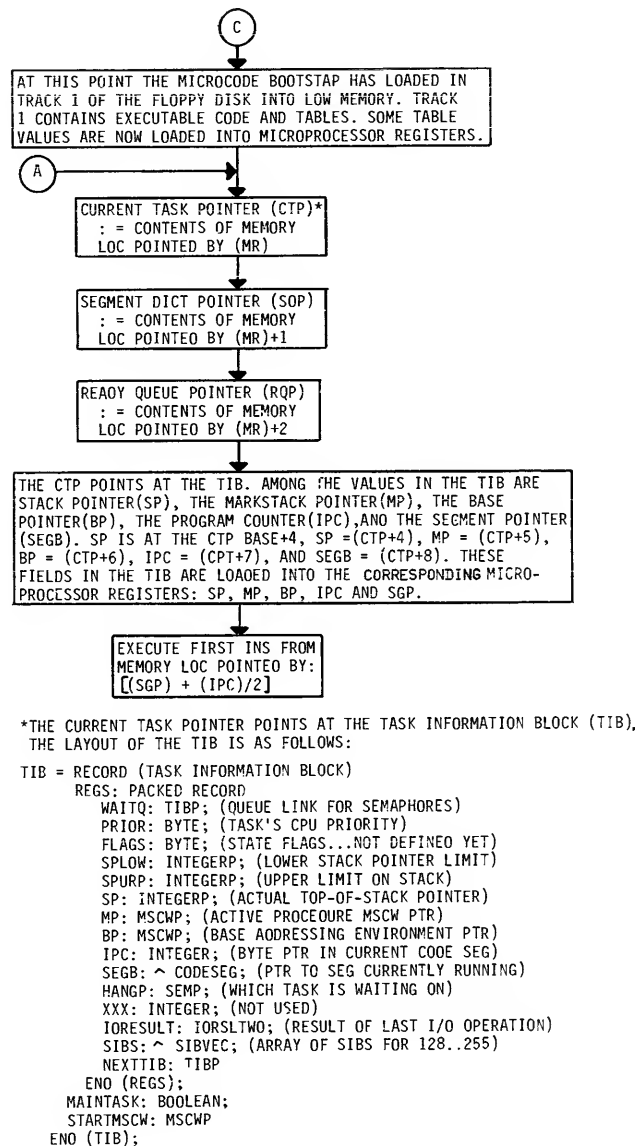 C
AT THIS POINT THE MICROCODE BOOTSTAP HAS LOADED IN
TRACK 1 OF THE FLOPPY DISK INTO LOW MEMORY. TRACK
1 CONTAINS EXECUTABLE CODE AND TABLES. SOME TABLE
VALUES ARE NOW LOADED INTO MICROPROCESSOR REGISTERS.
A
CURRENT TASK POINTER (CTP)*
: = CONTENTS OF MEMORY
LOC POINTED BY (MR)
SEGMENT DICT POINTER (SOP)
: = CONTENTS OF MEMORY
LOC POINTEO BY (MR)+1
REAOY QUEUE POINTER (RQP)
: = CONTENTS OF MEMORY
LOC POINTED BY (MR)+2
THE CTP POINTS AT THE TIB. AMONG THE VALUES IN THE TIB ARE
STACK POINTER(SP), THE MARKSTACK POINTER(MP), THE BASE
POINTER(BP), THE PROGRAM COUNTER(IPC),ANO THE SEGMENT POINTER
(SEGB). SP IS AT THE CTP BASE+4, SP =(CTP+4), MP = (CTP+5),
BP = (CTP+6), IPC = (CPT+7), AND SEGB = (CTP+8). THESE
FIELDS IN THE TIB ARE LOAOED INTO THE CORRESPONDING MICRO-
PROCESSOR REGISTERS: SP, MP, BP, IPC AND SGP.
EXECUTE FIRST INS FROM
MEMORY LOC POINTED BY:
[(SGP) + (IPC)/2]
*THE CURRENT TASK POINTER POINTS AT THE TASK INFORMATION BLOCK (TIB),
THE LAYOUT OF THE TIB IS AS FOLLOWS:
TIB = RECORD (TASK INFORMATION BLOCK)
REGS: PACKED RECORD
WAITQ: TIBP; (QUEUE LINK FOR SEMAPHORES)
PRIOR: BYTE; (TASK'S CPU PRIORITY)
FLAGS: BYTE; (STATE FLAGS...NOT DEFINEO YET)
SPLOW: INTEGERP; (LOWER STACK POINTER LIMIT)
SPURP: INTEGERP; (UPPER LIMIT ON STACK)
SP: INTEGERP; (ACTUAL TOP-OF-STACK POINTER)
MP: MSCWP; (ACTIVE PROCEOURE MSCW PTR)
BP: MSCWP; (BASE AODRESSING ENVIRONMENT PTR)
IPC: INTEGER; (BYTE PTR IN CURRENT COOE SEG)
SEGB: ^ CODESEG; (PTR TO SEG CURRENTLY RUNNING)
HANGP: SEMP; (WHICH TASK IS WAITING ON)
XXX: INTEGER; (NOT USED)
IORESULT: IORSLTWO; (RESULT OF LAST I/O OPERATION)
SIBS: ^ SIBVEC; (ARRAY OF SIBS FOR 128..255)
NEXTTIB: TIBP
ENO (REGS);
MAINTASK: BOOLEAN;
STARTMSCW: MSCWP
ENO (TIB);